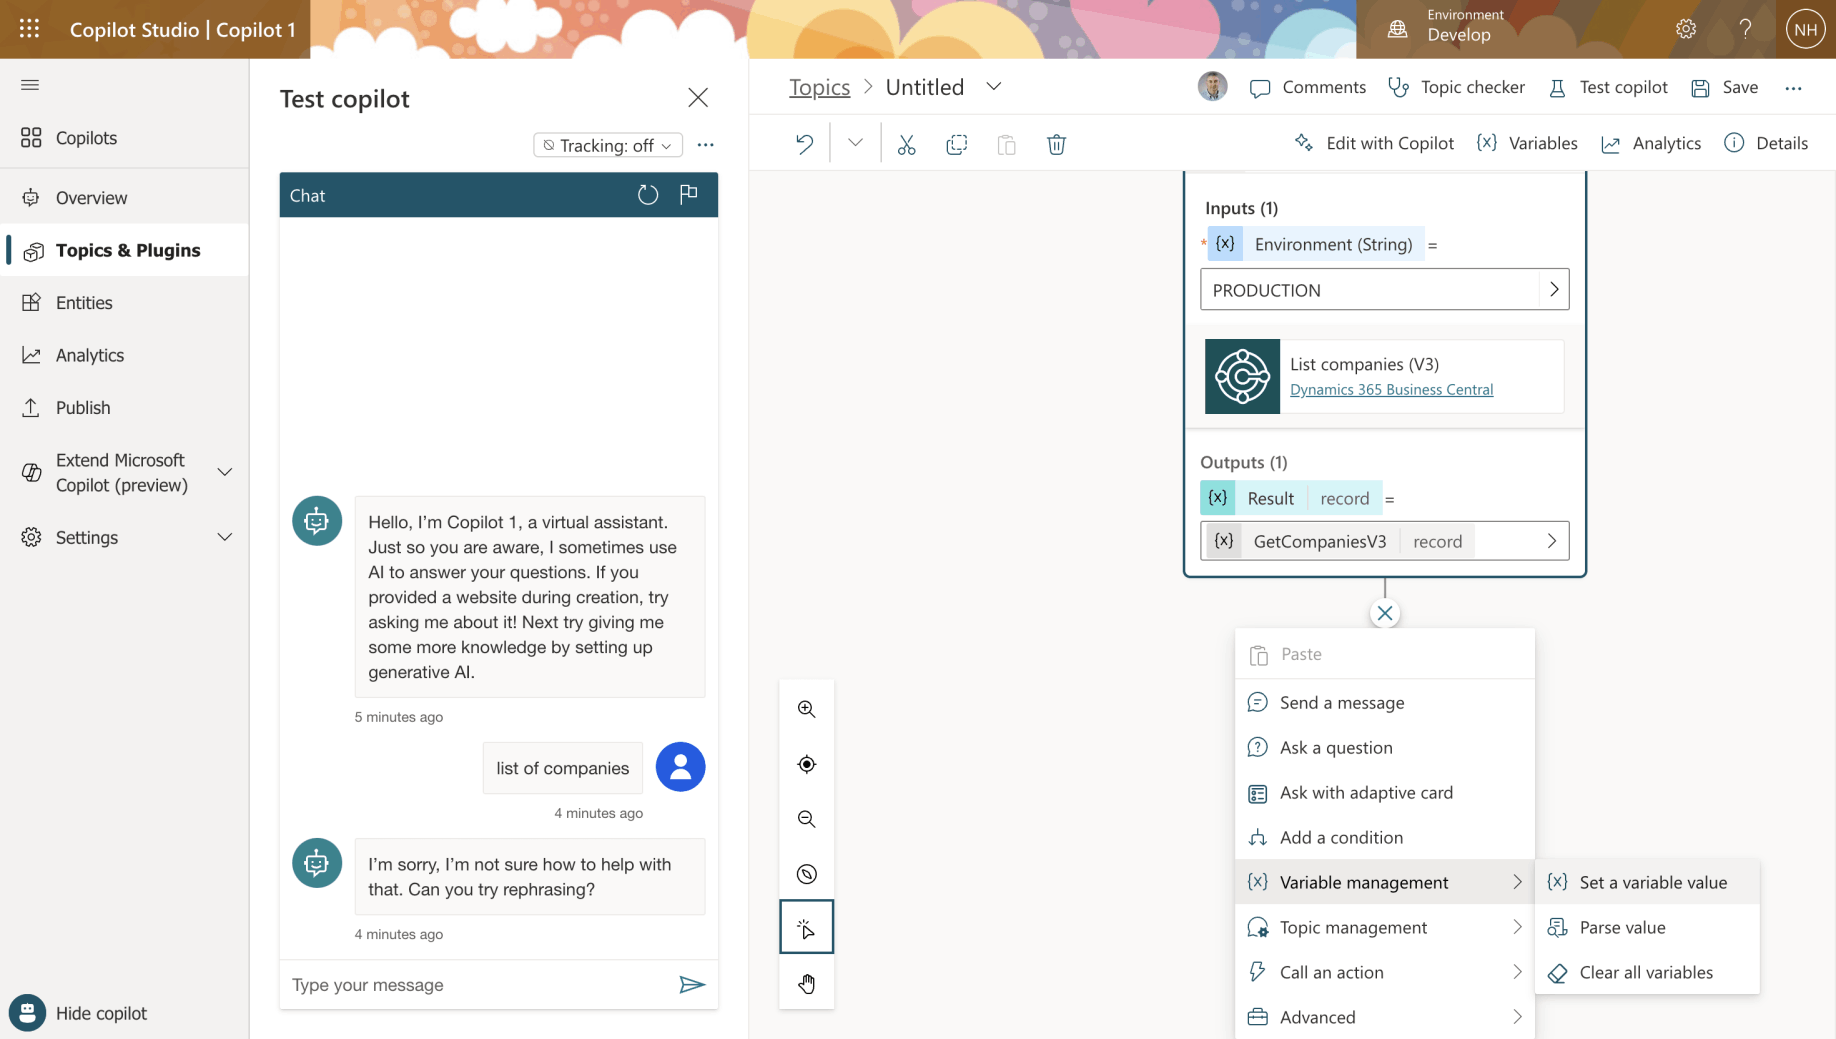 Copilot Studio | Copilot 1
Environment
Develop
NH
Copilots
Overview
Topics & Plugins
Entities
Analytics
Publish
Extend Microsoft
Copilot (preview)
Settings
Hide copilot
Test copilot
Tracking: off
Chat
Hello, I’m Copilot 1, a virtual assistant.
Just so you are aware, I sometimes use
AI to answer your questions. If you
provided a website during creation, try
asking me about it! Next try giving me
some more knowledge by setting up
generative AI.
5 minutes ago
list of companies
4 minutes ago
I’m sorry, I’m not sure how to help with
that. Can you try rephrasing?
4 minutes ago
Type your message
Topics > Untitled
Comments
Topic checker
Test copilot
Save
Edit with Copilot
{x} Variables
Analytics
Details
Inputs (1)
* {x} Environment (String) =
PRODUCTION
List companies (V3)
Dynamics 365 Business Central
Outputs (1)
{x} Result record =
{x} GetCompaniesV3 record
Paste
Send a message
Ask a question
Ask with adaptive card
Add a condition
{x} Variable management
Topic management
Call an action
Advanced
{x} Set a variable value
Parse value
Clear all variables